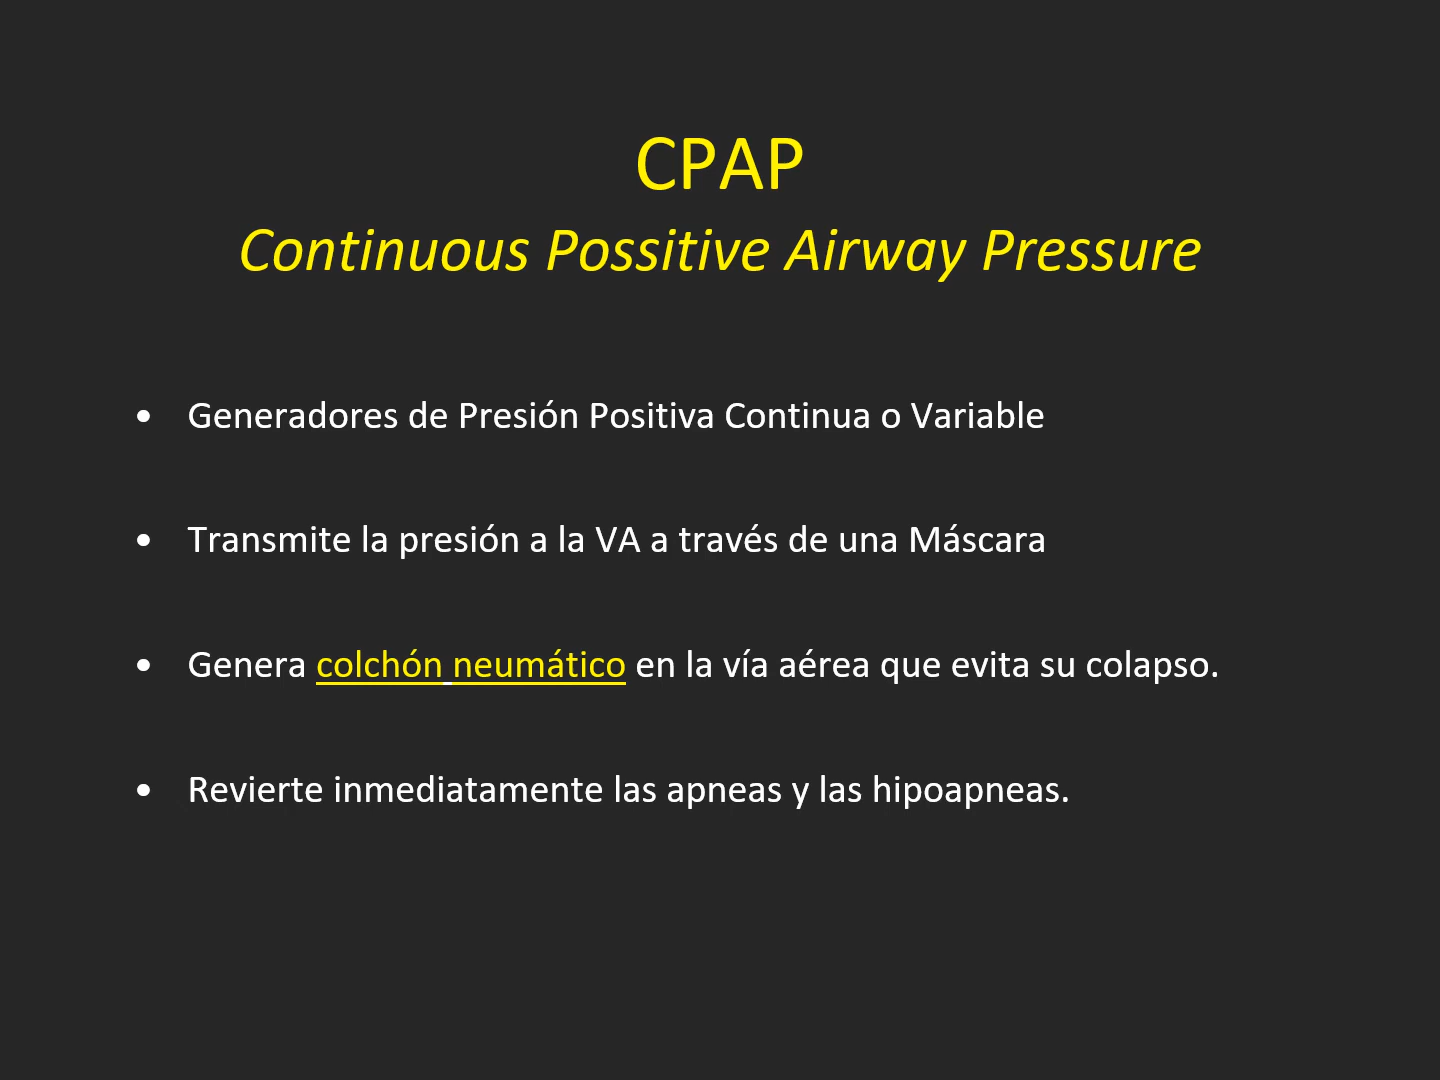 CPAP
Continuous Possitive Airway Pressure
• Generadores de Presión Positiva Continua o Variable
• Transmite la presión a la VA a través de una Máscara
• Genera colchón neumático en la vía aérea que evita su colapso.
• Revierte inmediatamente las apneas y las hipoapneas.